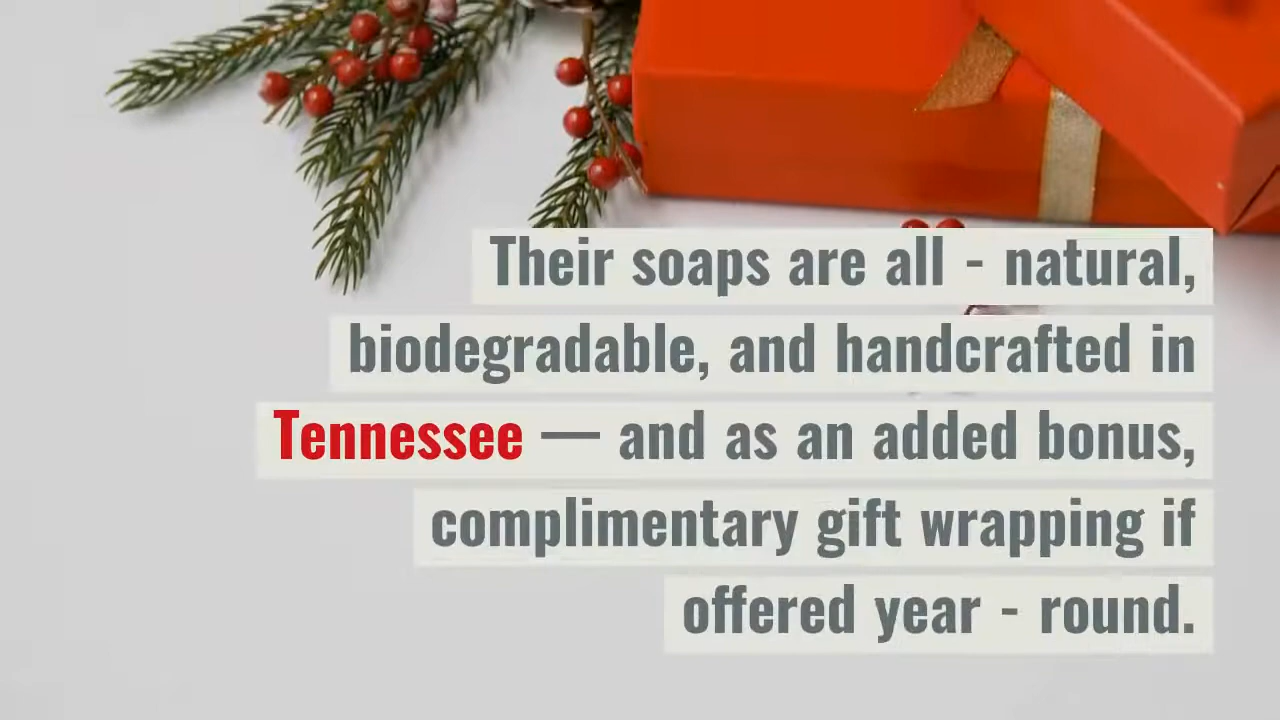 Their soaps are all - natural,
biodegradable, and handcrafted in
Tennessee — and as an added bonus,
complimentary gift wrapping if
offered year - round.